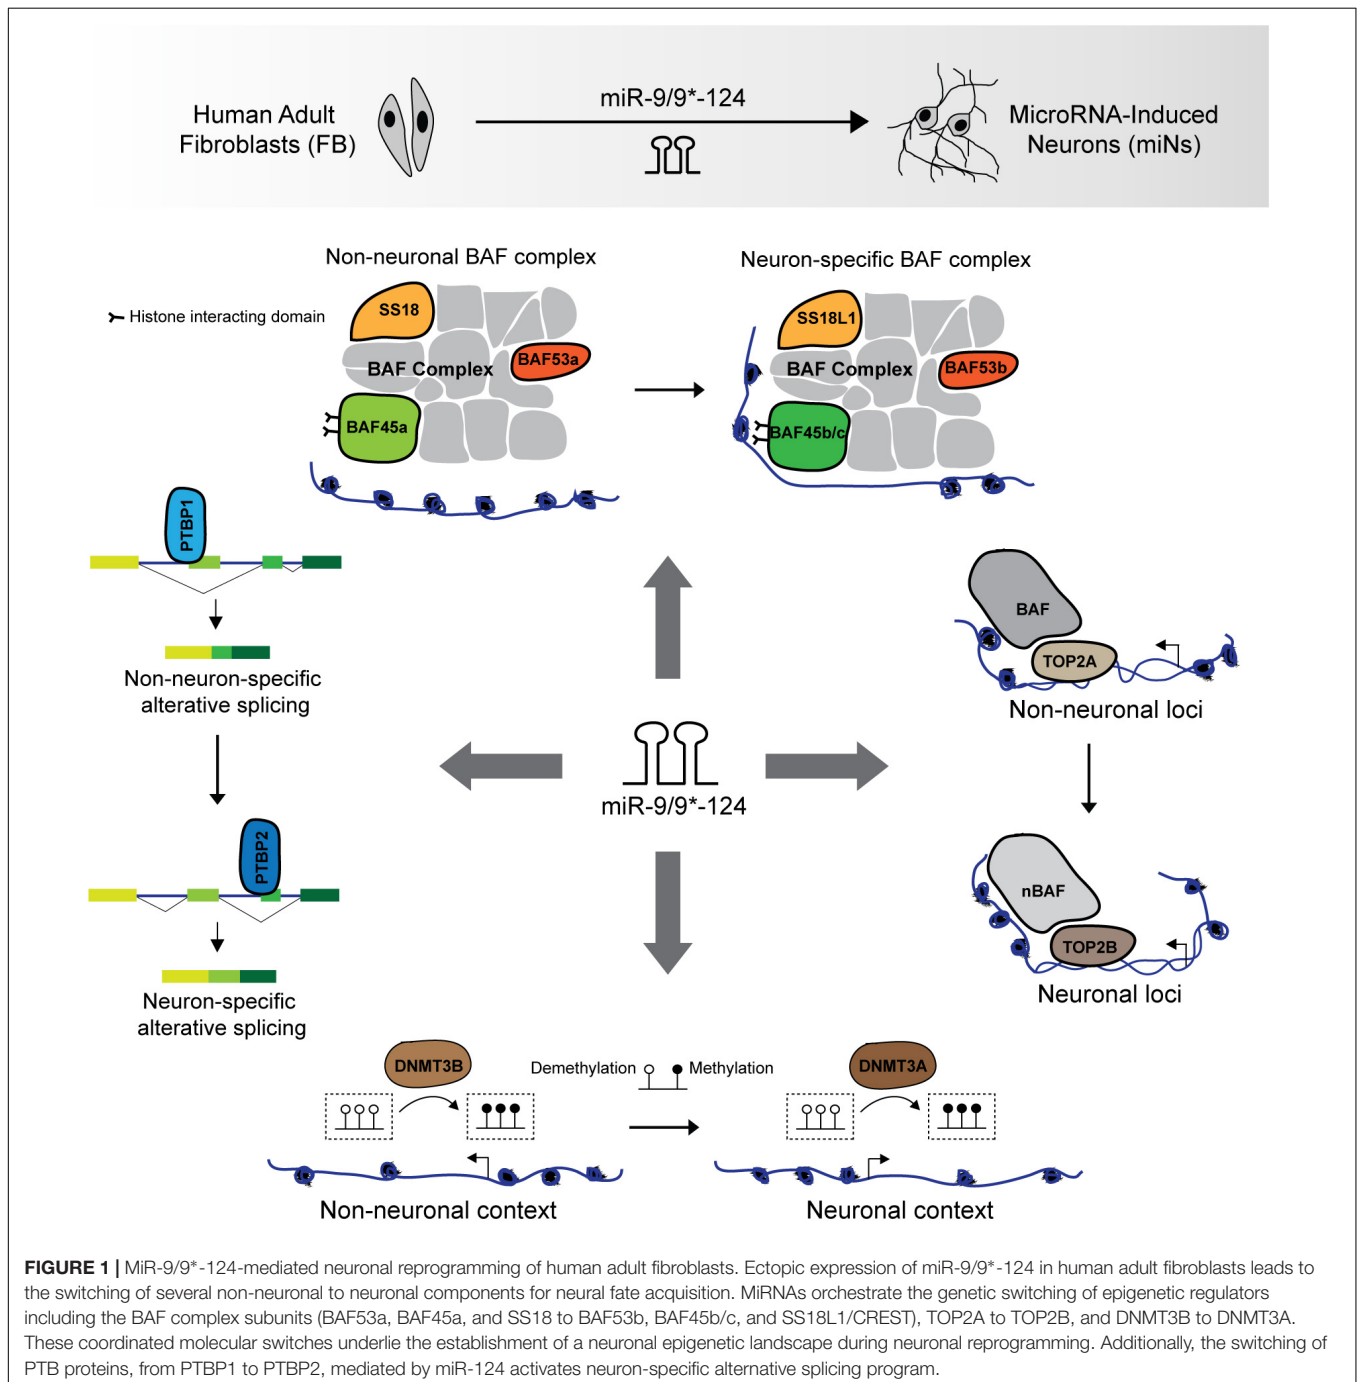 Human Adult
Fibroblasts (FB)
miR-9/9*-124
MicroRNA-Induced
Neurons (miNs)
Non-neuronal BAF complex
Neuron-specific BAF complex
Histone interacting domain
SS18
BAF Complex
BAF53a
BAF45a
SS18L1
BAF Complex
BAF53b
BAF45b/c
PTBP1
Non-neuron-specific
alterative splicing
PTBP2
Neuron-specific
alterative splicing
miR-9/9*-124
BAF
TOP2A
Non-neuronal loci
nBAF
TOP2B
Neuronal loci
DNMT3B
Demethylation
Methylation
DNMT3A
Non-neuronal context
Neuronal context
FIGURE 1 | MiR-9/9*-124-mediated neuronal reprogramming of human adult fibroblasts. Ectopic expression of miR-9/9*-124 in human adult fibroblasts leads to
the switching of several non-neuronal to neuronal components for neural fate acquisition. MiRNAs orchestrate the genetic switching of epigenetic regulators
including the BAF complex subunits (BAF53a, BAF45a, and SS18 to BAF53b, BAF45b/c, and SS18L1/CREST), TOP2A to TOP2B, and DNMT3B to DNMT3A.
These coordinated molecular switches underlie the establishment of a neuronal epigenetic landscape during neuronal reprogramming. Additionally, the switching of
PTB proteins, from PTBP1 to PTBP2, mediated by miR-124 activates neuron-specific alternative splicing program.